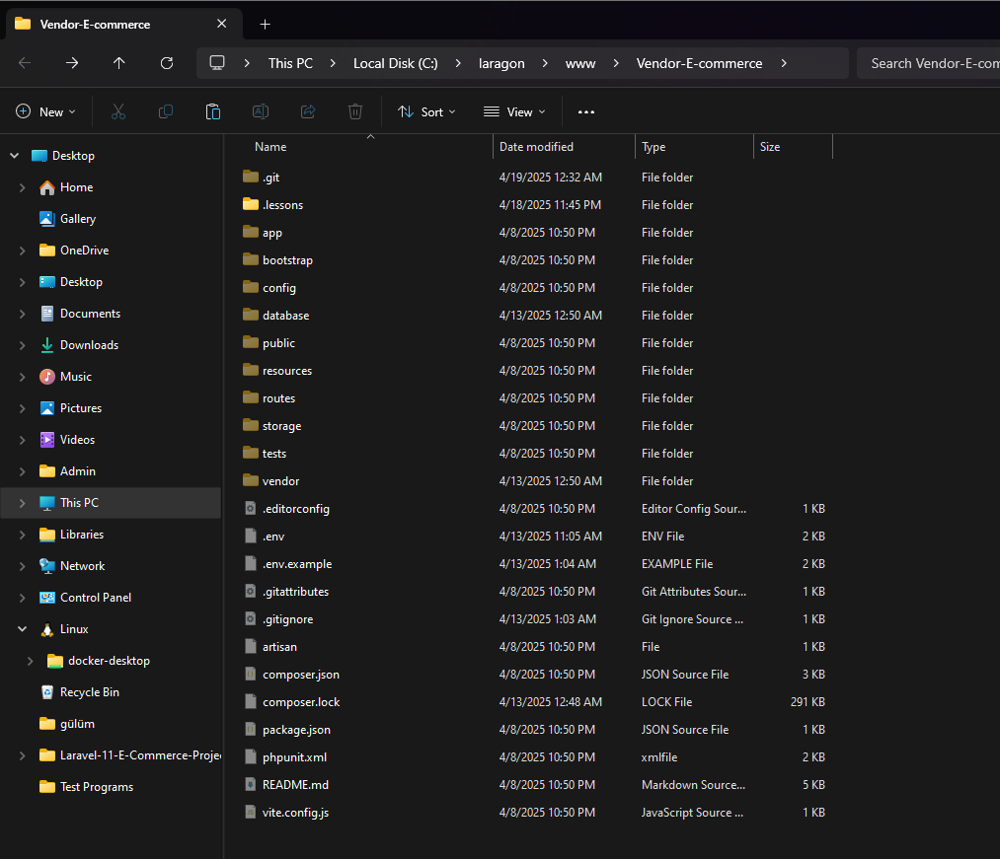 Vendor-E-commerce
This PC > Local Disk (C:) > laragon > www > Vendor-E-commerce >
Search Vendor-E-com
New
Sort
View
Desktop
Home
Gallery
OneDrive
Desktop
Documents
Downloads
Music
Pictures
Videos
Admin
This PC
Libraries
Network
Control Panel
Linux
docker-desktop
Recycle Bin
gülüm
Laravel-11-E-Commerce-Proje
Test Programs
Name Date modified Type Size
.git 4/19/2025 12:32 AM File folder
.lessons 4/18/2025 11:45 PM File folder
app 4/8/2025 10:50 PM File folder
bootstrap 4/8/2025 10:50 PM File folder
config 4/8/2025 10:50 PM File folder
database 4/13/2025 12:50 AM File folder
public 4/8/2025 10:50 PM File folder
resources 4/8/2025 10:50 PM File folder
routes 4/8/2025 10:50 PM File folder
storage 4/8/2025 10:50 PM File folder
tests 4/8/2025 10:50 PM File folder
vendor 4/13/2025 12:50 AM File folder
.editorconfig 4/8/2025 10:50 PM Editor Config Sour... 1 KB
.env 4/13/2025 11:05 AM ENV File 2 KB
.env.example 4/13/2025 1:04 AM EXAMPLE File 2 KB
.gitattributes 4/8/2025 10:50 PM Git Attributes Sour... 1 KB
.gitignore 4/13/2025 1:03 AM Git Ignore Source ... 1 KB
artisan 4/8/2025 10:50 PM File 1 KB
composer.json 4/8/2025 10:50 PM JSON Source File 3 KB
composer.lock 4/13/2025 12:48 AM LOCK File 291 KB
package.json 4/8/2025 10:50 PM JSON Source File 1 KB
phpunit.xml 4/8/2025 10:50 PM xmlfile 2 KB
README.md 4/8/2025 10:50 PM Markdown Source... 5 KB
vite.config.js 4/8/2025 10:50 PM JavaScript Source ... 1 KB